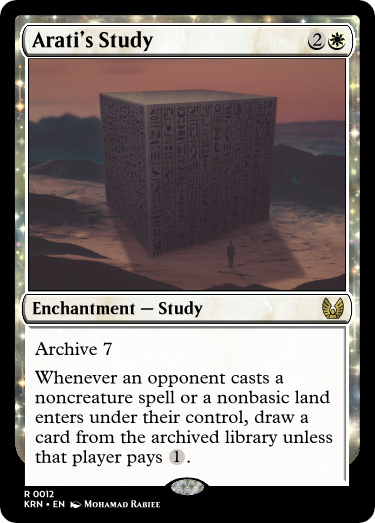 Arati's Study 2
Enchantment — Study
Archive 7
Whenever an opponent casts a
noncreature spell or a nonbasic land
enters under their control, draw a
card from the archived library unless
that player pays 1.
R 0012
KRN • EN Mohamad Rabiee